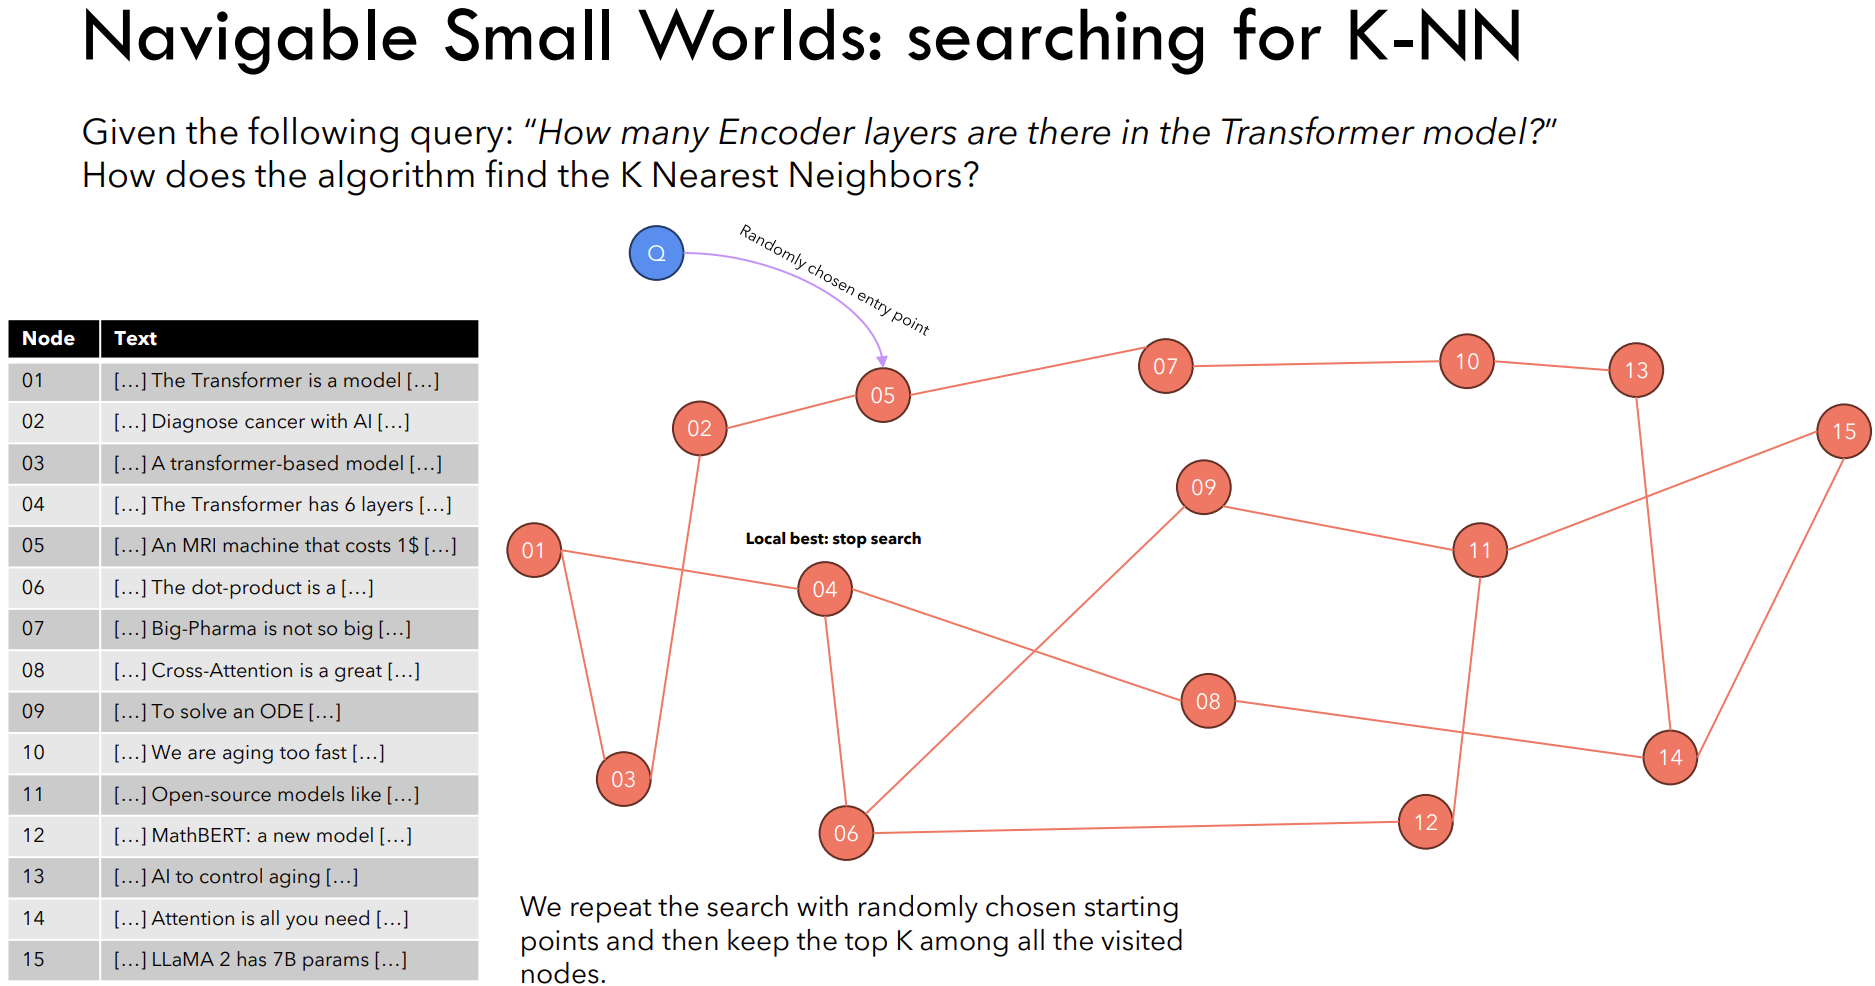 Navigable Small Worlds: searching for K-NN
Given the following query: “How many Encoder layers are there in the Transformer model?”
How does the algorithm find the K Nearest Neighbors?
Q
Randomly chosen entry point
Node Text
01 […] The Transformer is a model […]
02 […] Diagnose cancer with AI […]
03 […] A transformer-based model […]
04 […] The Transformer has 6 layers […]
05 […] An MRI machine that costs 1$ […]
06 […] The dot-product is a […]
07 […] Big-Pharma is not so big […]
08 […] Cross-Attention is a great […]
09 […] To solve an ODE […]
10 […] We are aging too fast […]
11 […] Open-source models like […]
12 […] MathBERT: a new model […]
13 […] AI to control aging […]
14 […] Attention is all you need […]
15 […] LLaMA 2 has 7B params […]
07
10
13
05
02
15
09
Local best: stop search
01
11
04
08
14
03
12
06
We repeat the search with randomly chosen starting
points and then keep the top K among all the visited
nodes.